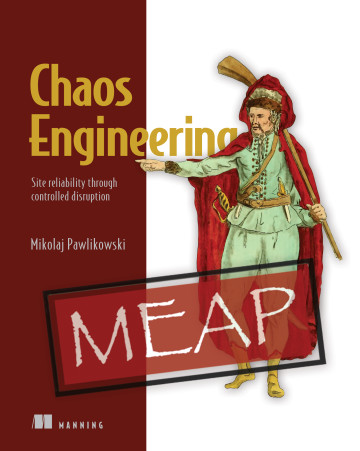 Chaos
Engineering
Site reliability through
controlled disruption
Mikolaj Pawlikowski
MEAP
MANNING